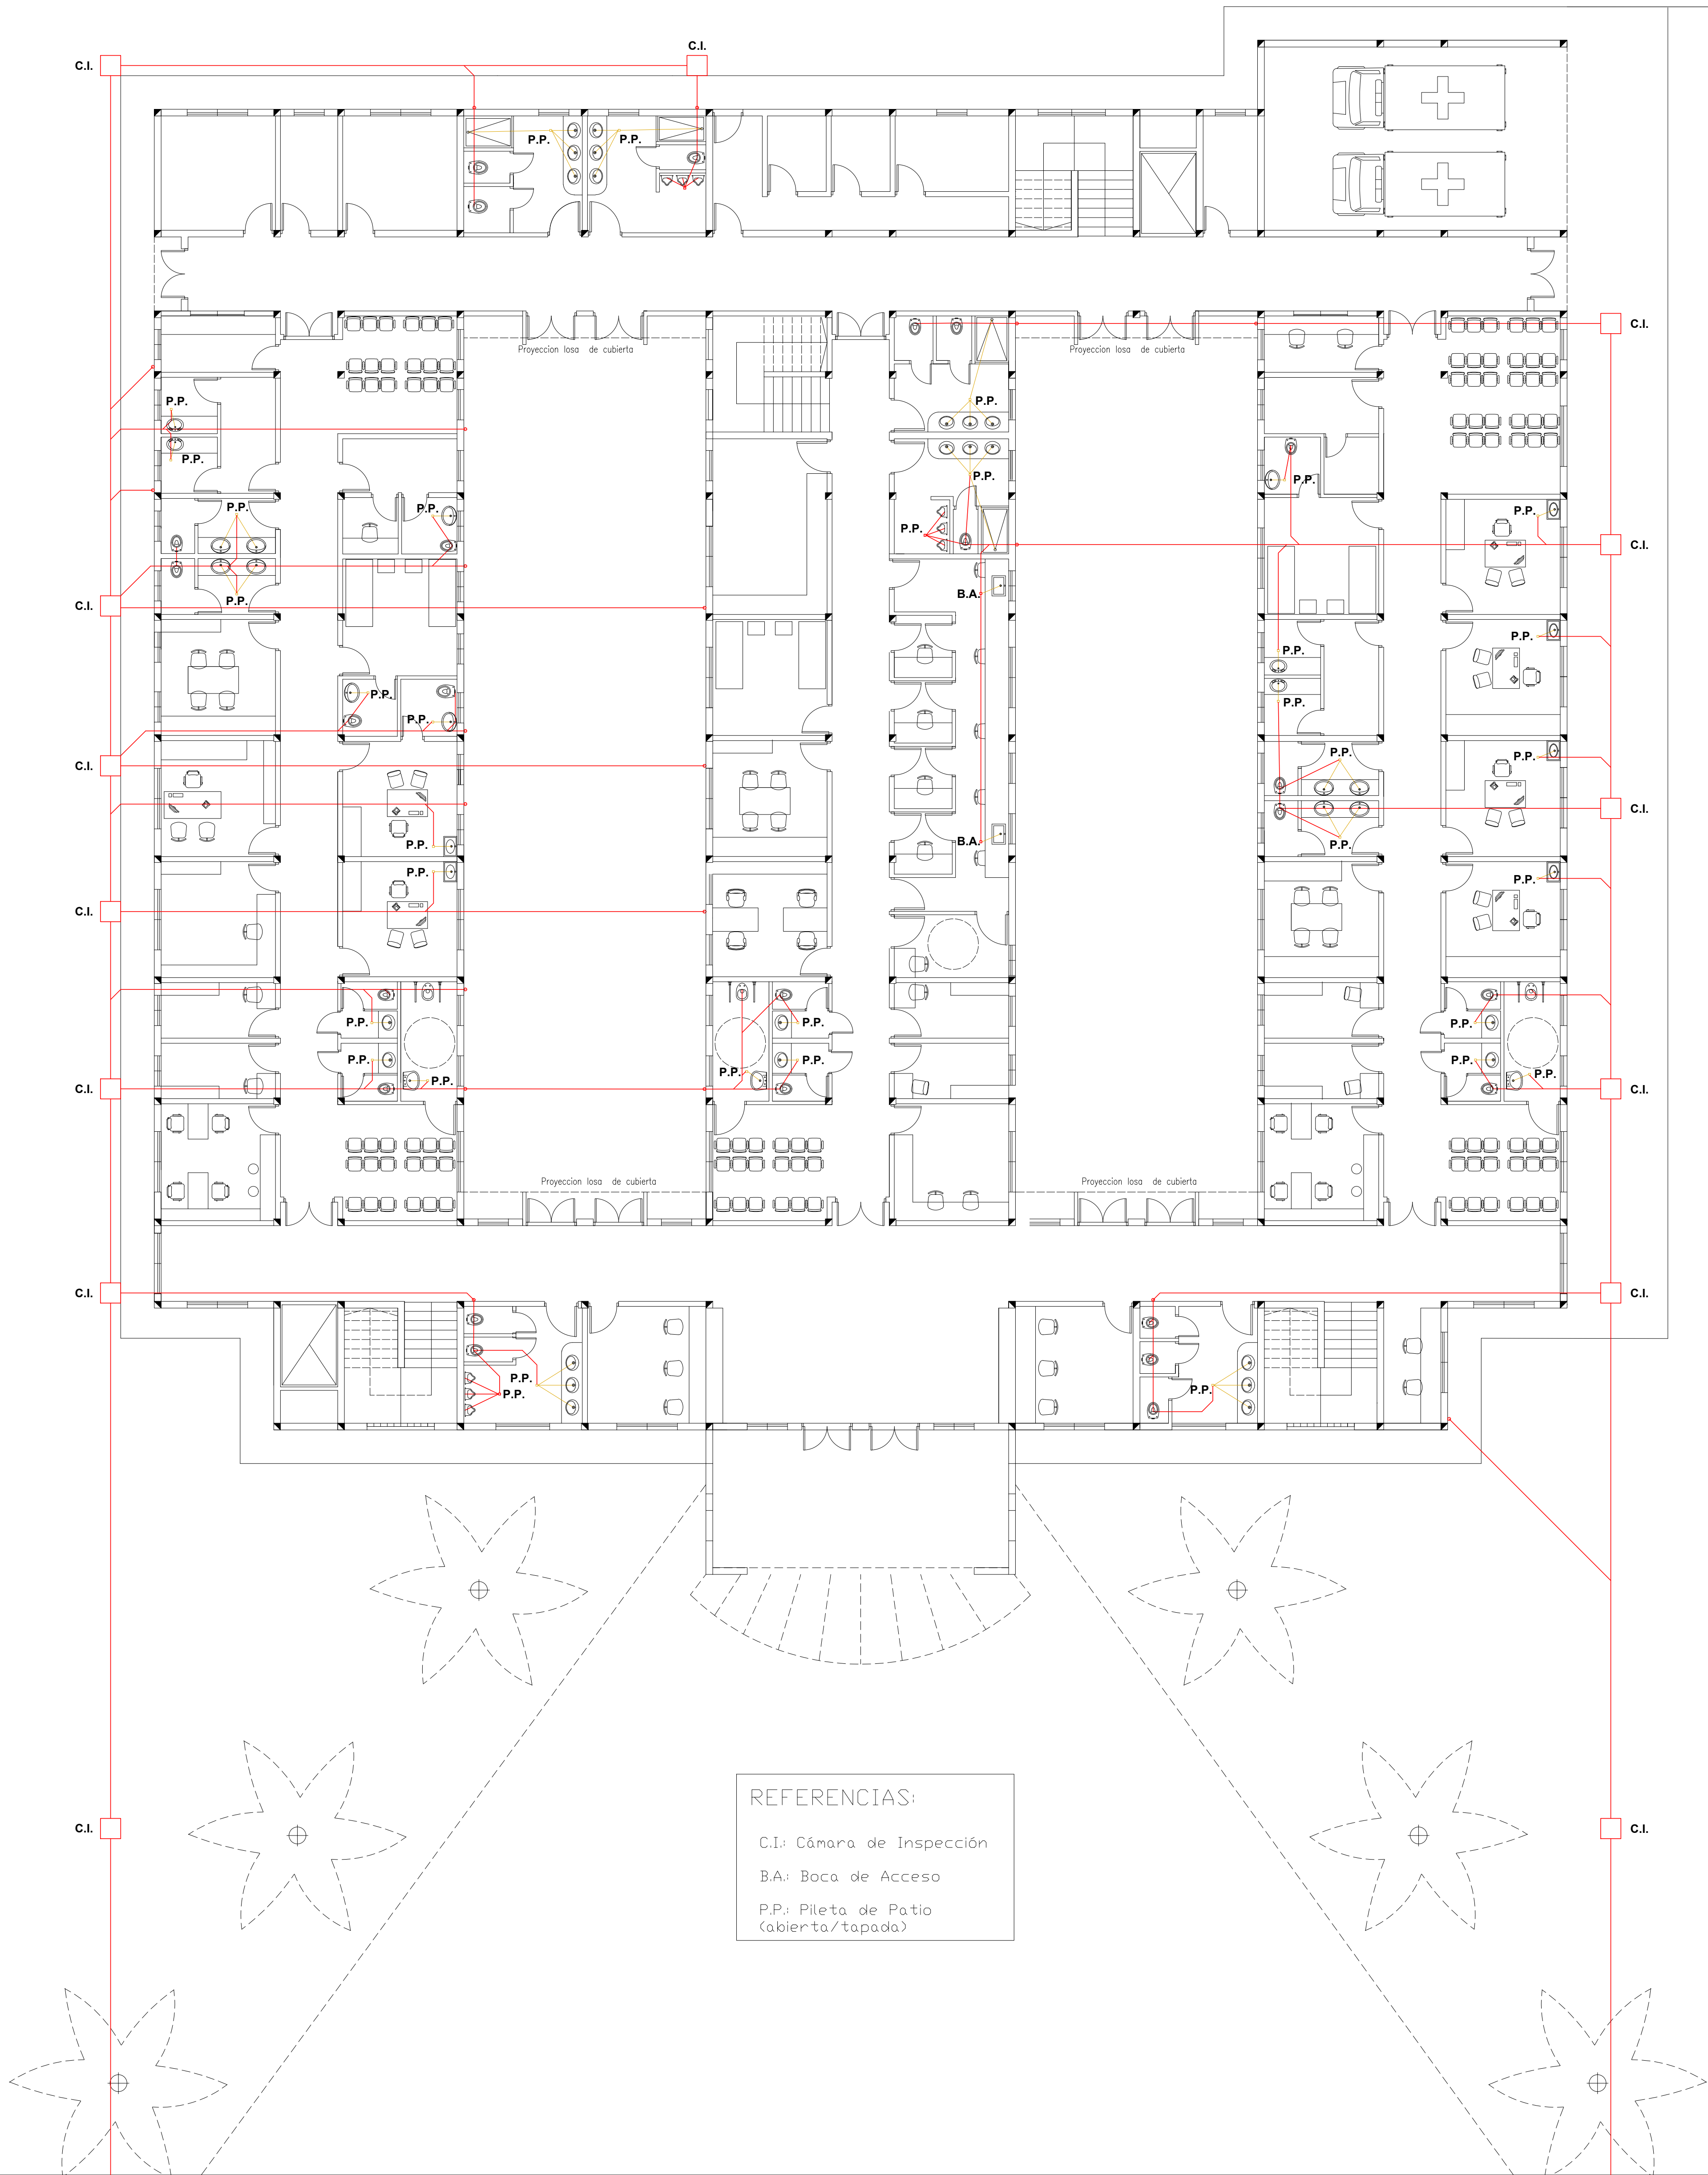 C.I.
C.I.
P.P.
P.P.
C.I.
Proyeccion losa de cubierta
Proyeccion losa de cubierta
P.P.
P.P.
P.P.
P.P.
P.P.
P.P.
P.P.
P.P.
P.P.
C.I.
B.A.
P.P.
C.I.
P.P.
P.P.
P.P.
P.P.
P.P.
P.P.
P.P.
C.I.
C.I.
B.A.
P.P.
P.P.
P.P.
P.P.
C.I.
P.P.
P.P.
P.P.
P.P.
P.P.
P.P.
P.P.
P.P.
P.P.
C.I.
C.I.
Proyeccion losa de cubierta
Proyeccion losa de cubierta
C.I.
C.I.
P.P.
P.P.
P.P.
REFERENCIAS:
C.I.: Cámara de Inspección
B.A.: Boca de Acceso
P.P.: Pileta de Patio
(abierta/tapada)
C.I.
C.I.